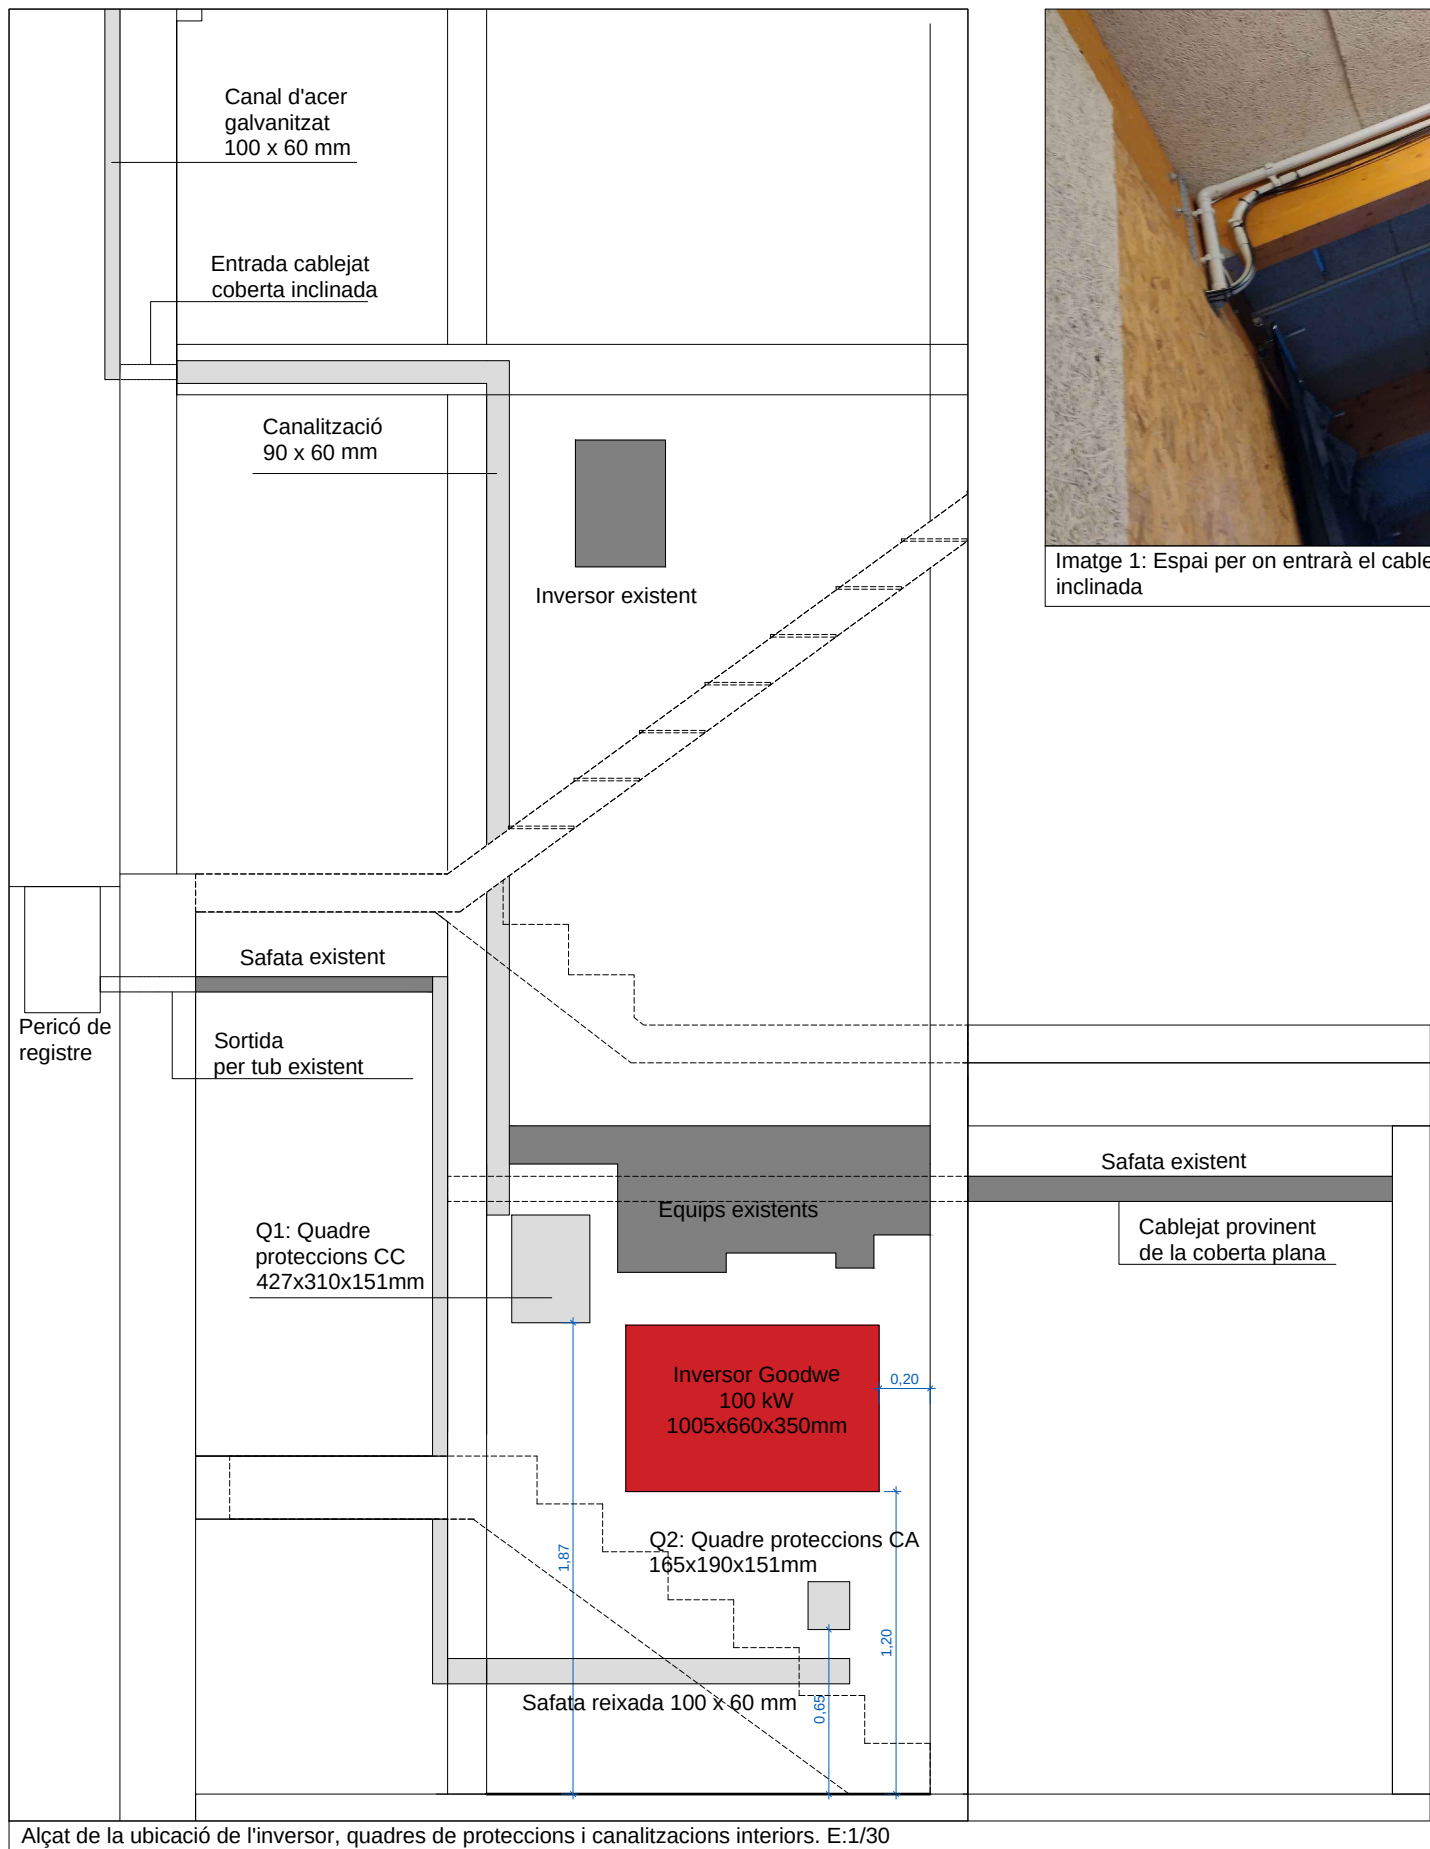 Canal d'acer
galvanitzat
100 x 60 mm
Entrada cablejat
coberta inclinada
Canalització
90 x 60 mm
Inversor existent
Imatge 1: Espai per on entrarà el cable
inclinada
Safata existent
Pericó de
registre
Sortida
per tub existent
Safata existent
Equips existents
Cablejat provinent
de la coberta plana
Q1: Quadre
proteccions CC
427x310x151mm
Inversor Goodwe
100 kW
1005x660x350mm
0,20
Q2: Quadre proteccions CA
165x190x151mm
1,87
1,20
0,65
Safata reixada 100 x 60 mm
Alçat de la ubicació de l'inversor, quadres de proteccions i canalitzacions interiors. E:1/30